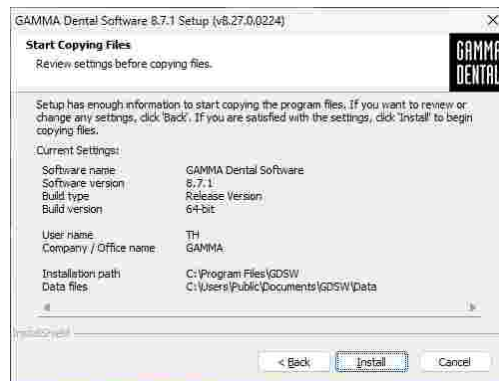 GAMMA Dental Software 8.7.1 Setup (v8.27.0.0224)
Start Copying Files
Review settings before copying files.
GAMMA
DENTAL
Setup has enough information to start copying the program files. If you want to review or
change any settings, click 'Back'. If you are satisfied with the settings, click 'Install' to begin
copying files.
Current Settings:
Software name GAMMA Dental Software
Software version 8.7.1
Build type Release Version
Build version 64-bit
User name TH
Company / Office name GAMMA
Installation path C:\Program Files\GDSW
Data files C:\Users\Public\Documents\GDSW\Data
InstallShield
< Back Install Cancel